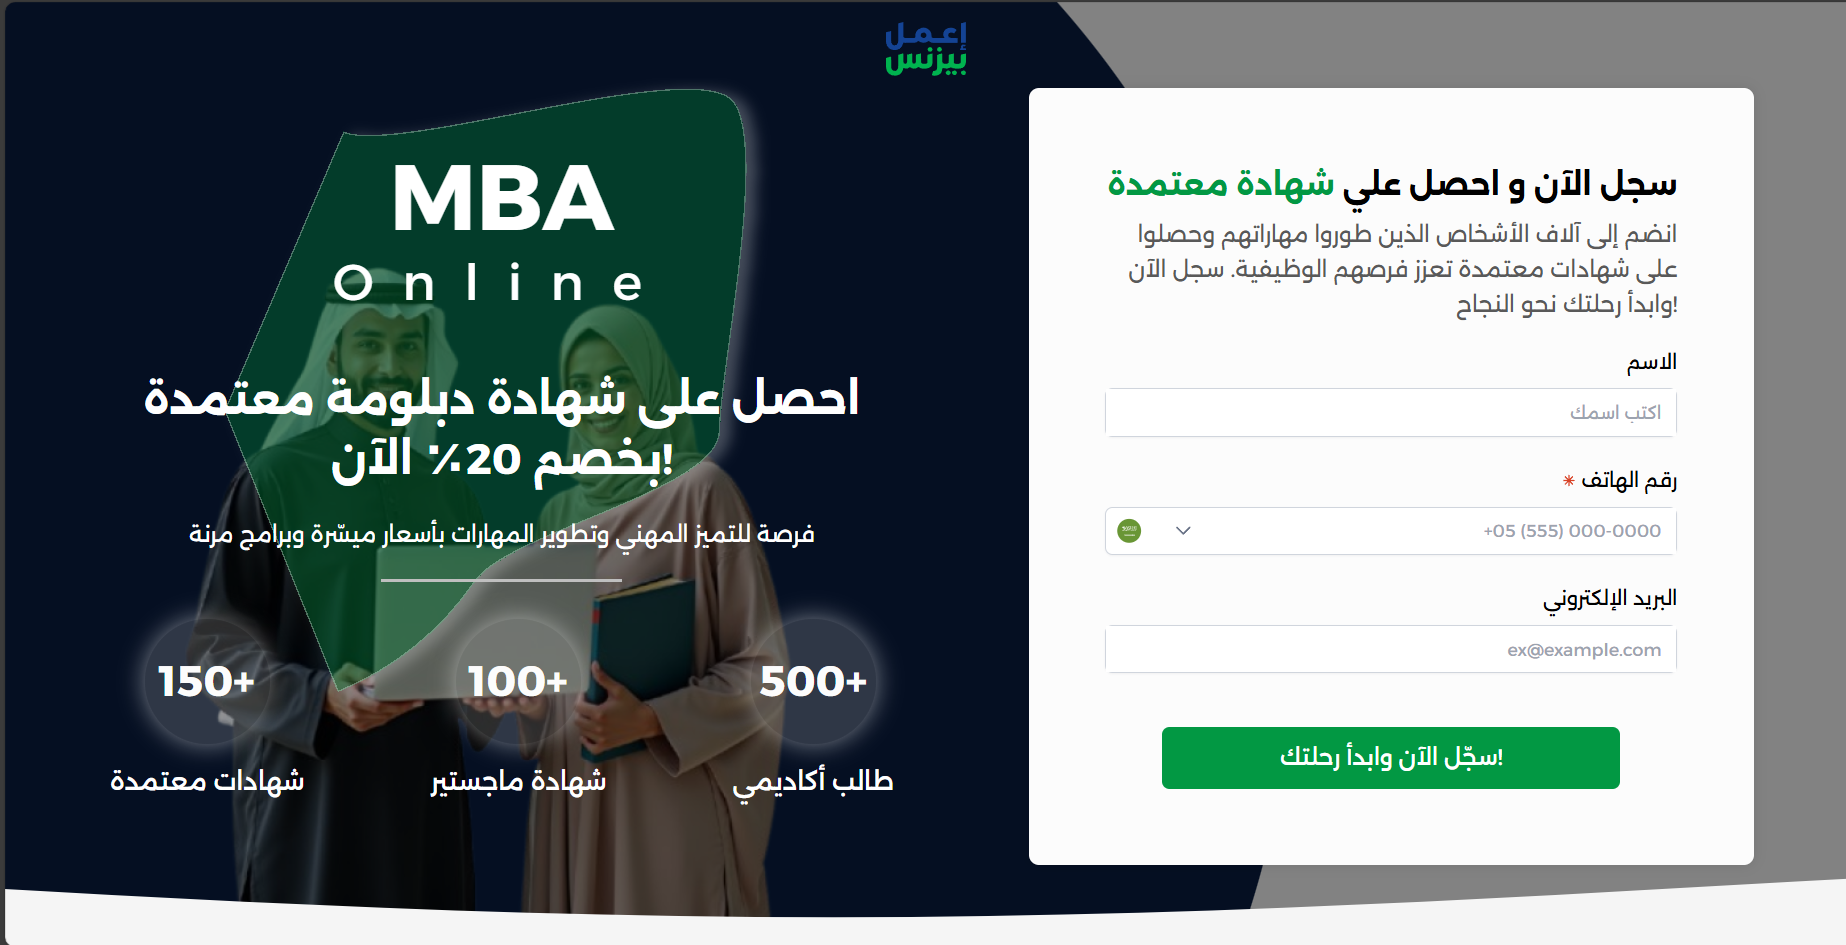 إعمل
بيزنس
MBA
Online
احصل على شهادة دبلومة معتمدة
!بخصم 20٪ الآن
فرصة للتميز المهني وتطوير المهارات بأسعار ميسّرة وبرامج مرنة
500+
طالب أكاديمي
100+
شهادة ماجستير
150+
شهادات معتمدة
سجل الآن و احصل علي شهادة معتمدة
انضم إلى آلاف الأشخاص الذين طوروا مهاراتهم وحصلوا
على شهادات معتمدة تعزز فرصهم الوظيفية. سجل الآن
!وابدأ رحلتك نحو النجاح
الاسم
اكتب اسمك
رقم الهاتف *
+05 (555) 000-0000
البريد الإلكتروني
ex@example.com
!سجّل الآن وابدأ رحلتك